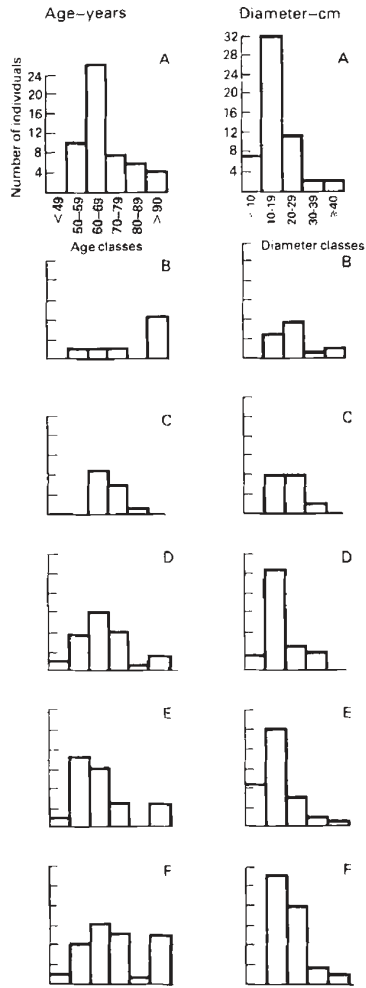 Age–years
Diameter–cm
Number of individuals
A
24
20
16
12
8
4
<49
50–59
60–69
70–79
80–89
>90
Age classes
A
32
28
24
20
16
12
8
4
10
10-19
20-29
30-39
≥40
Diameter classes
B
B
C
C
D
D
E
E
F
F